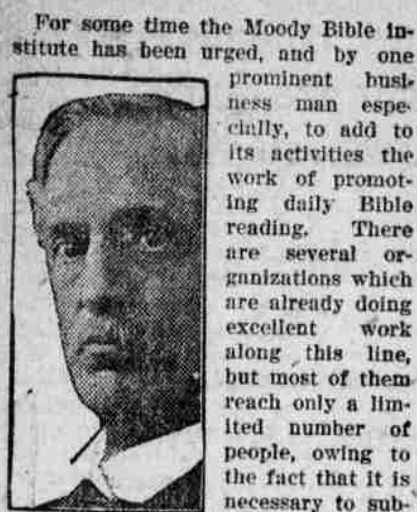 For some time the Moody Bible in-
stitute has been urged, and by one
prominent busi-
ness man espe-
cially, to add to
its activities the
work of promot-
ing daily Bible
reading. There
are several or-
ganizations which
are already doing
excellent work
along this line,
but most of them
reach only a lim-
ited number of
people, owing to
the fact that it is
necessary to sub-